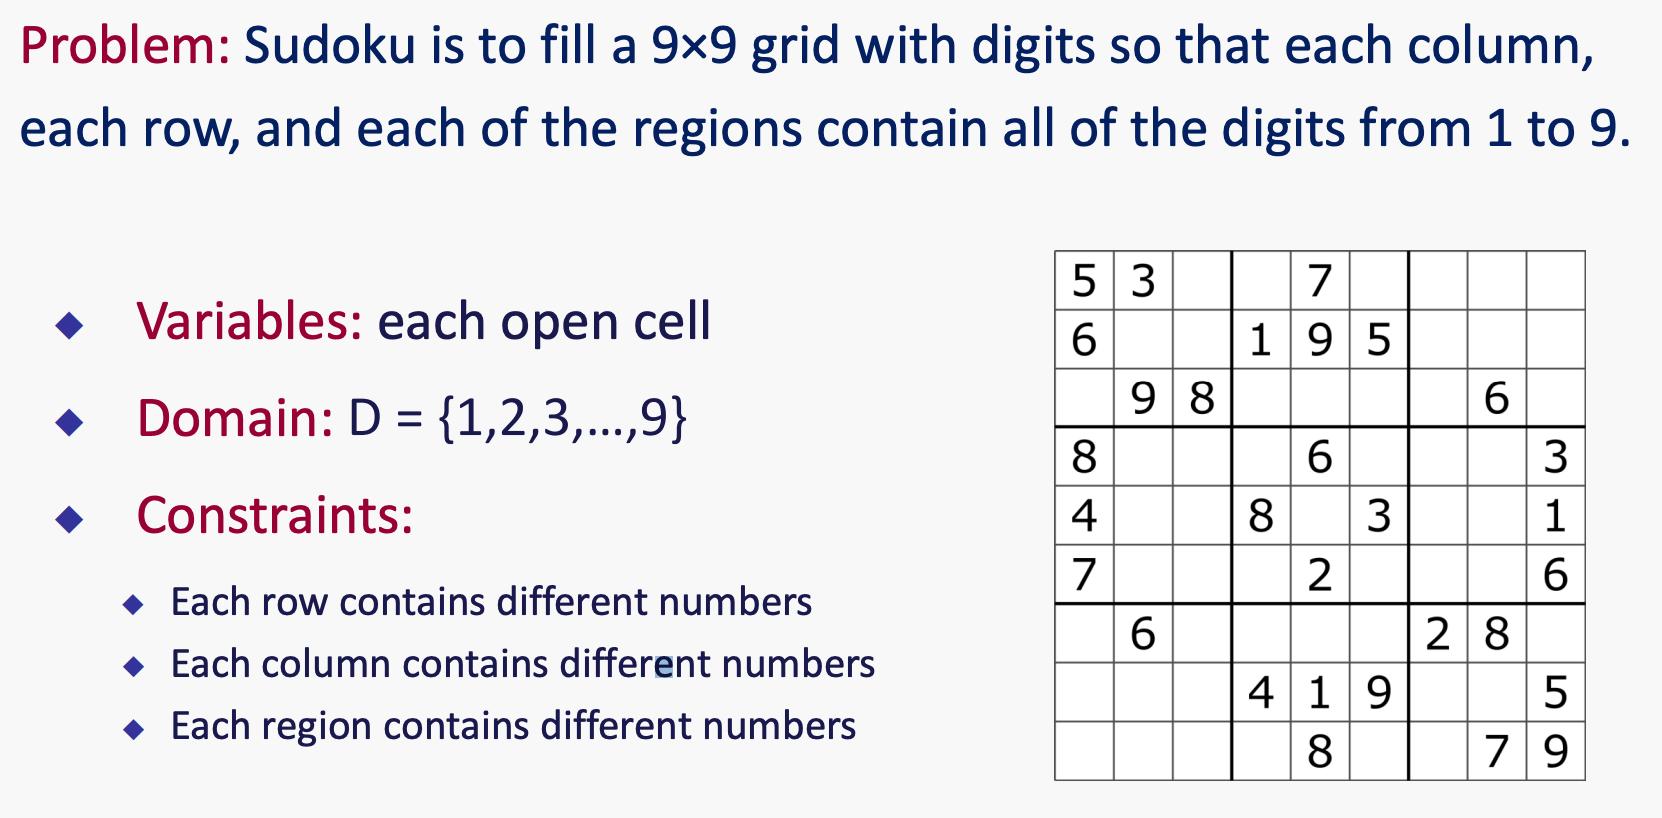 Problem: Sudoku is to fill a 9×9 grid with digits so that each column,
each row, and each of the regions contain all of the digits from 1 to 9.
Variables: each open cell
Domain: D = {1,2,3,...,9}
Constraints:
Each row contains different numbers
Each column contains different numbers
Each region contains different numbers
5 3 7
6 1 9 5
9 8 6
8 6 3
4 8 3 1
7 2 6
6 2 8
4 1 9 5
8 7 9